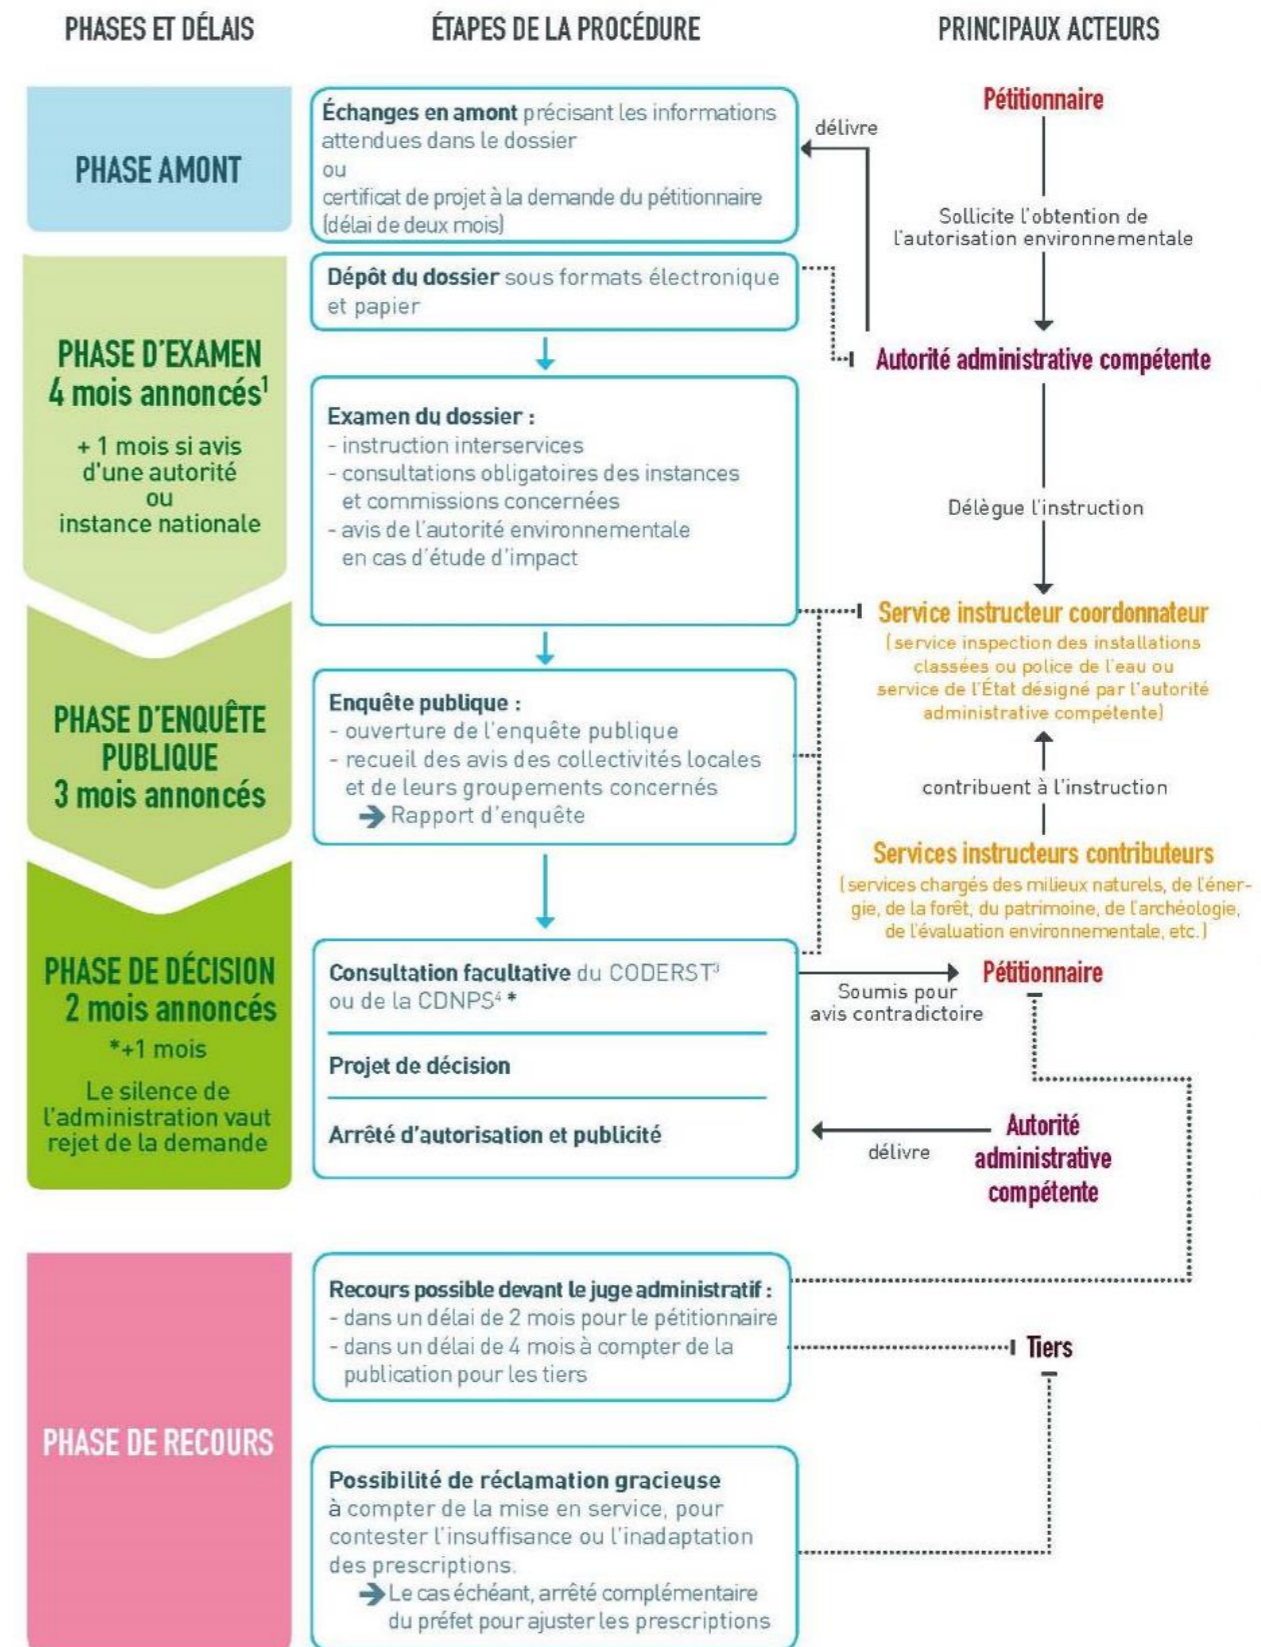 PHASES ET DÉLAIS
ÉTAPES DE LA PROCÉDURE
PRINCIPAUX ACTEURS
PHASE AMONT
Échanges en amont précisant les informations
attendues dans le dossier
ou
certificat de projet à la demande du pétitionnaire
(délai de deux mois)
délivre
Pétitionnaire
Sollicite l'obtention de
l'autorisation environnementale
PHASE D'EXAMEN
4 mois annoncés¹
+ 1 mois si avis
d'une autorité
ou
instance nationale
Dépôt du dossier sous formats électronique
et papier
Autorité administrative compétente
Examen du dossier :
- instruction interservices
- consultations obligatoires des instances
et commissions concernées
- avis de l'autorité environnementale
en cas d'étude d'impact
Délègue l'instruction
Service instructeur coordonnateur
(service inspection des installations
classées ou police de l'eau ou
service de l'État désigné par l'autorité
administrative compétente)
PHASE D'ENQUÊTE
PUBLIQUE
3 mois annoncés
Enquête publique :
- ouverture de l'enquête publique
- recueil des avis des collectivités locales
et de leurs groupements concernés
➔ Rapport d'enquête
contribuent à l'instruction
Services instructeurs contributeurs
(services chargés des milieux naturels, de l'éner-
gie, de la forêt, du patrimoine, de l'archéologie,
de l'évaluation environnementale, etc.)
PHASE DE DÉCISION
2 mois annoncés
*+1 mois
Le silence de
l'administration vaut
rejet de la demande
Consultation facultative du CODERST³
ou de la CDNPS⁴ *
Projet de décision
Arrêté d'autorisation et publicité
Soumis pour
avis contradictoire
Pétitionnaire
délivre
Autorité
administrative
compétente
PHASE DE RECOURS
Recours possible devant le juge administratif :
- dans un délai de 2 mois pour le pétitionnaire
- dans un délai de 4 mois à compter de la
publication pour les tiers
Tiers
Possibilité de réclamation gracieuse
à compter de la mise en service, pour
contester l'insuffisance ou l'inadaptation
des prescriptions.
➔ Le cas échéant, arrêté complémentaire
du préfet pour ajuster les prescriptions